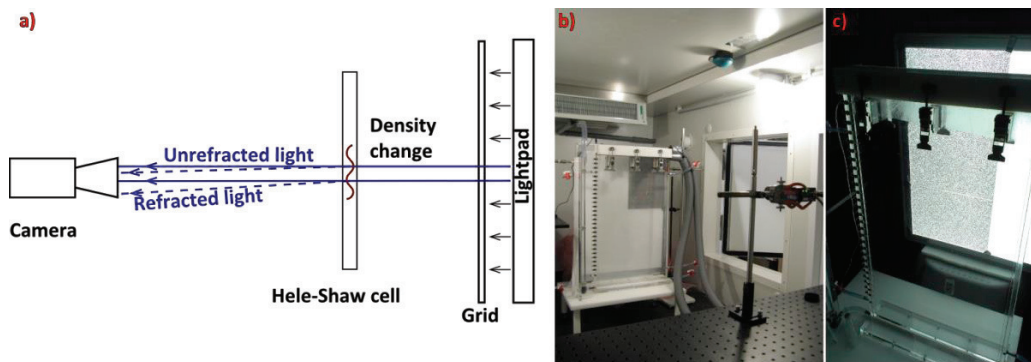 a)
Density
change
Unrefracted light
Refracted light
Camera
Hele-Shaw cell
Grid
Lightpad
b)
c)